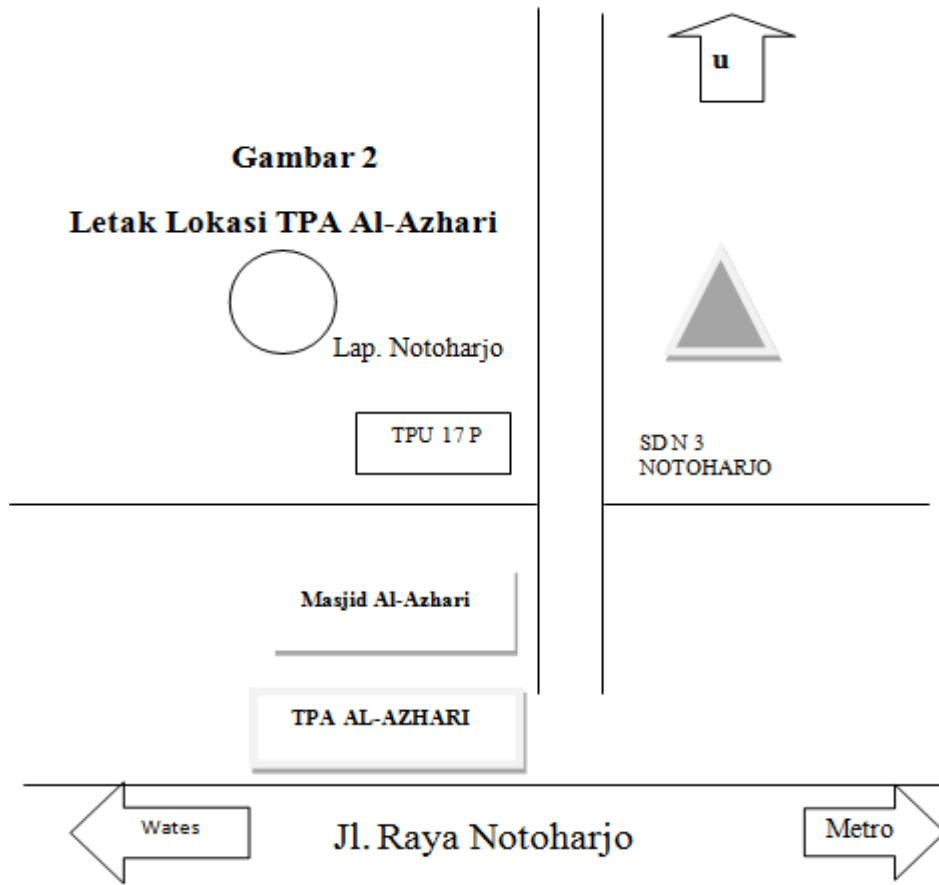 u
Gambar 2
Letak Lokasi TPA Al-Azhari
Lap. Notoharjo
TPU 17 P
SD N 3
NOTOHARJO
Masjid Al-Azhari
TPA AL-AZHARI
Wates
Jl. Raya Notoharjo
Metro